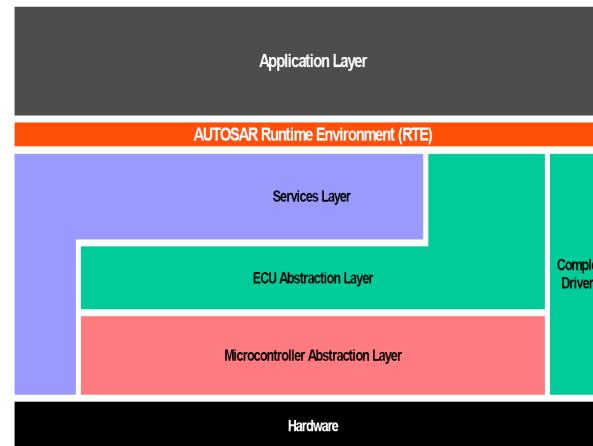 Application Layer
AUTOSAR Runtime Environment (RTE)
Services Layer
ECU Abstraction Layer
Microcontroller Abstraction Layer
Hardware